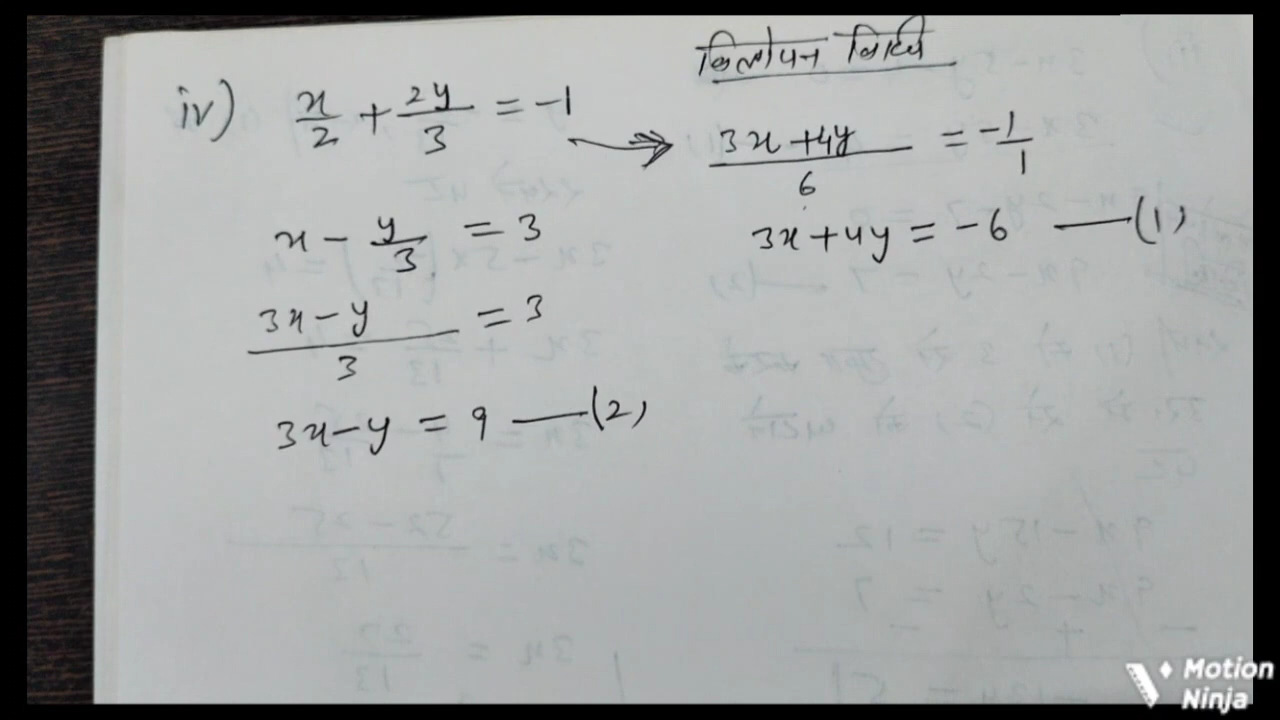 विलोपन विधि
iv) x/2 + 2y/3 = -1
(3x+4y)/6 = -1/1
x - y/3 = 3
3x+4y = -6 —(1)
(3x-y)/3 = 3
3x-y = 9 —(2)
Motion
Ninja